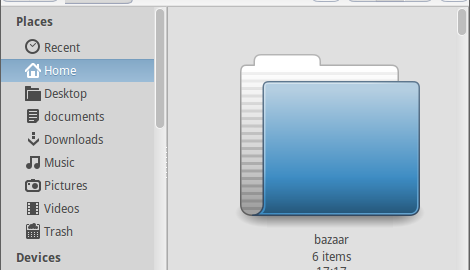 Places
Recent
Home
Desktop
documents
Downloads
Music
Pictures
Videos
Trash
Devices
bazaar
6 items